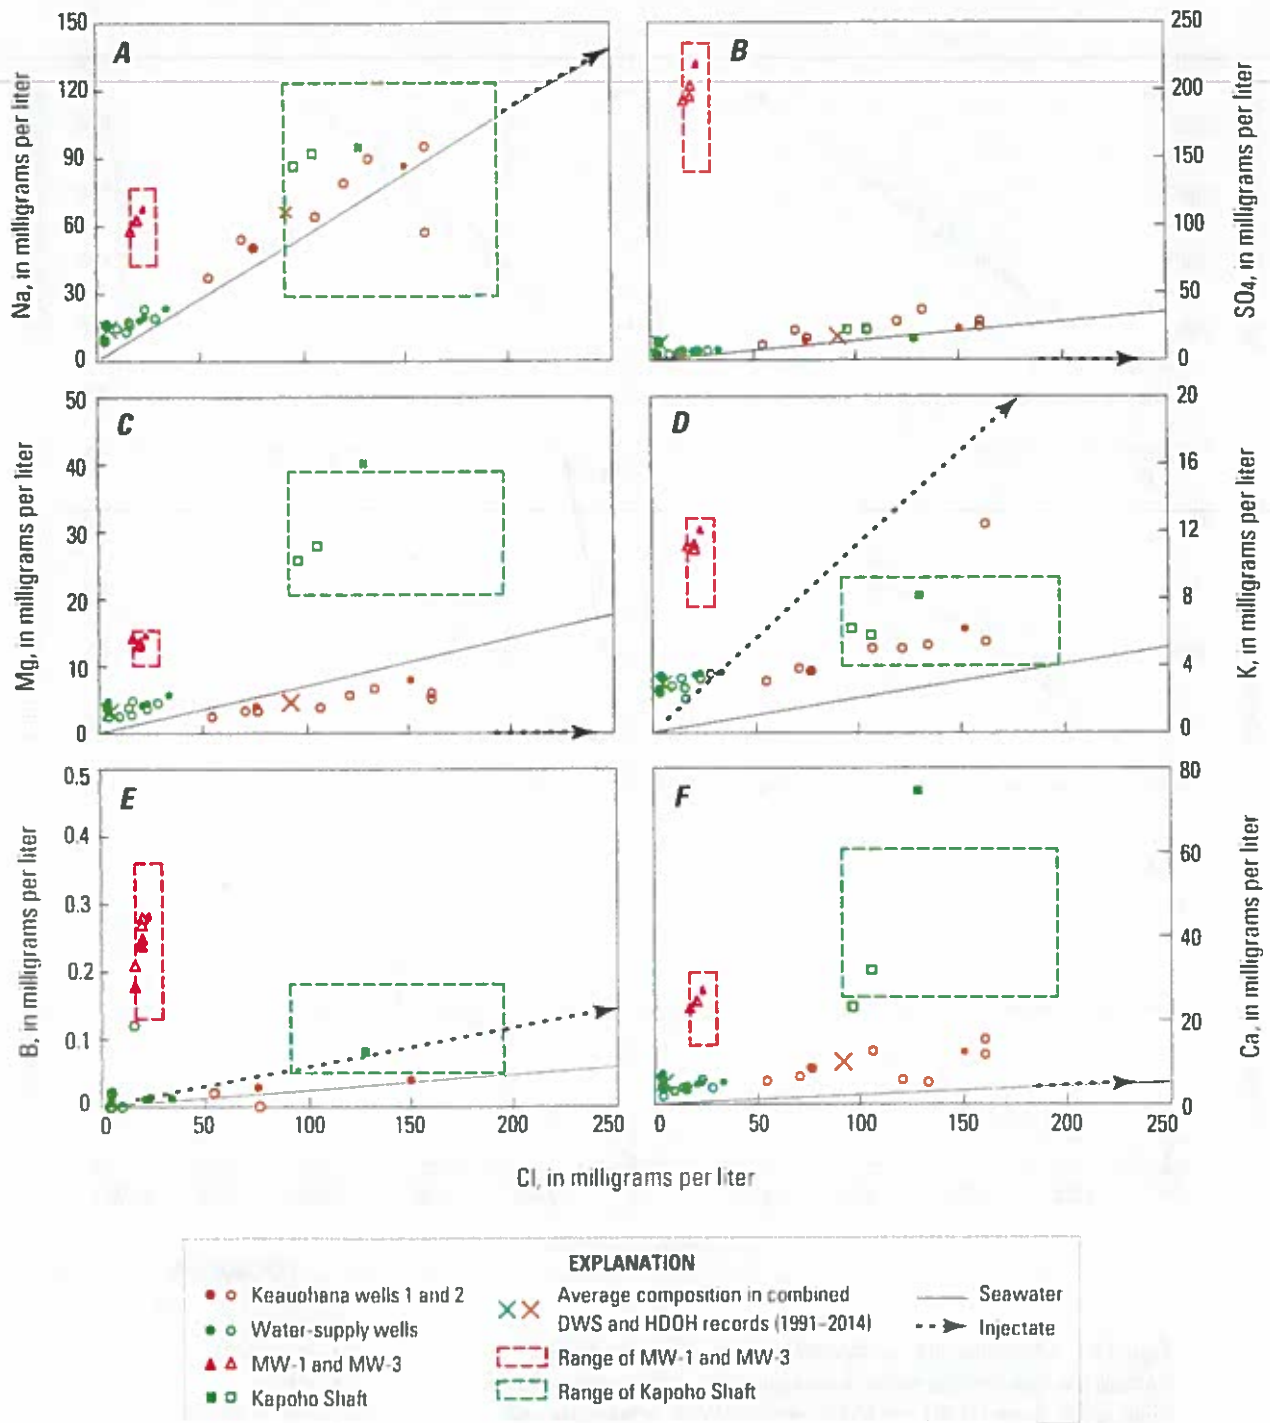 A
150
120
90
60
30
0
Na, in milligrams per liter
B
250
200
150
100
50
0
SO4, in milligrams per liter
C
50
40
30
20
10
0
Mg, in milligrams per liter
D
20
16
12
8
4
0
K, in milligrams per liter
E
0.5
0.4
0.3
0.2
0.1
0
B, in milligrams per liter
F
80
60
40
20
0
Ca, in milligrams per liter
0 50 100 150 200 250
0 50 100 150 200 250
Cl, in milligrams per liter
EXPLANATION
Keauohana wells 1 and 2
Water-supply wells
MW-1 and MW-3
Kapoho Shaft
Average composition in combined
DWS and HDOH records (1991–2014)
Range of MW-1 and MW-3
Range of Kapoho Shaft
Seawater
Injectate